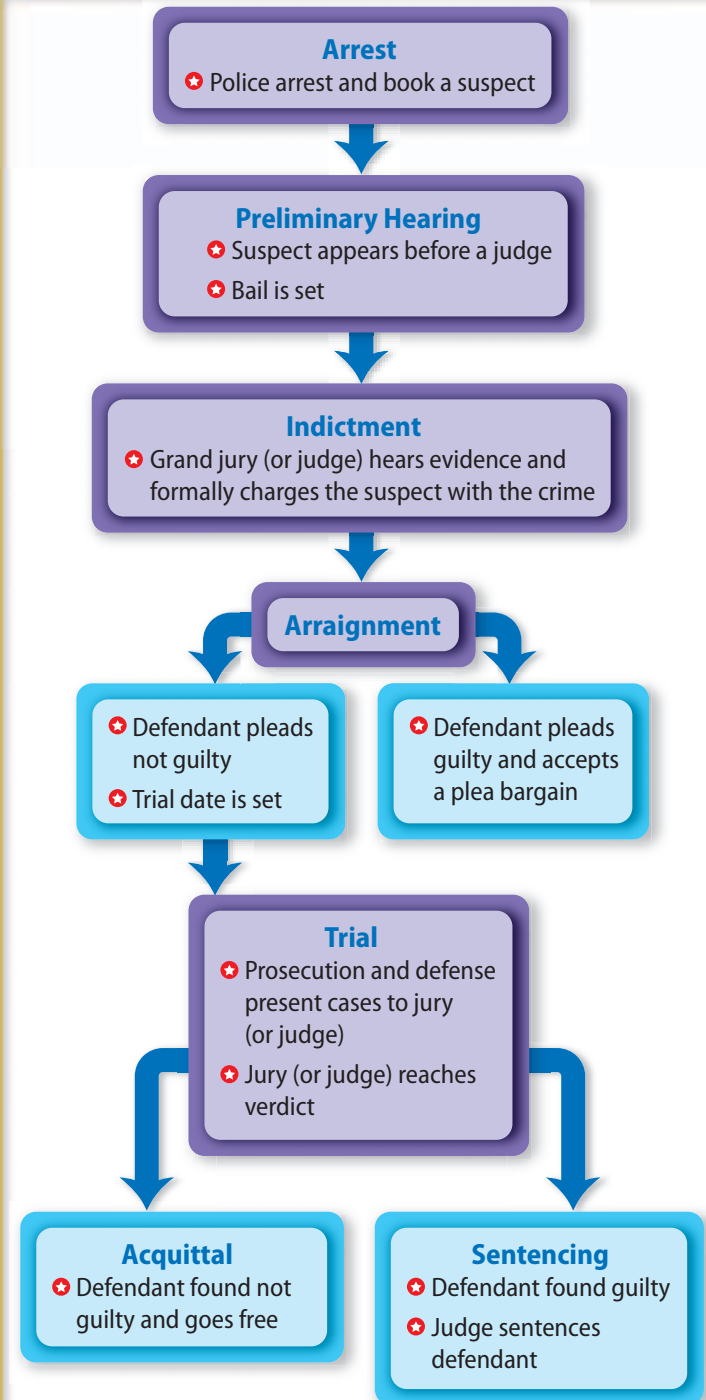 Arrest
Police arrest and book a suspect
Preliminary Hearing
Suspect appears before a judge
Bail is set
Indictment
Grand jury (or judge) hears evidence and
formally charges the suspect with the crime
Arraignment
Defendant pleads
not guilty
Trial date is set
Defendant pleads
guilty and accepts
a plea bargain
Trial
Prosecution and defense
present cases to jury
(or judge)
Jury (or judge) reaches
verdict
Acquittal
Defendant found not
guilty and goes free
Sentencing
Defendant found guilty
Judge sentences
defendant